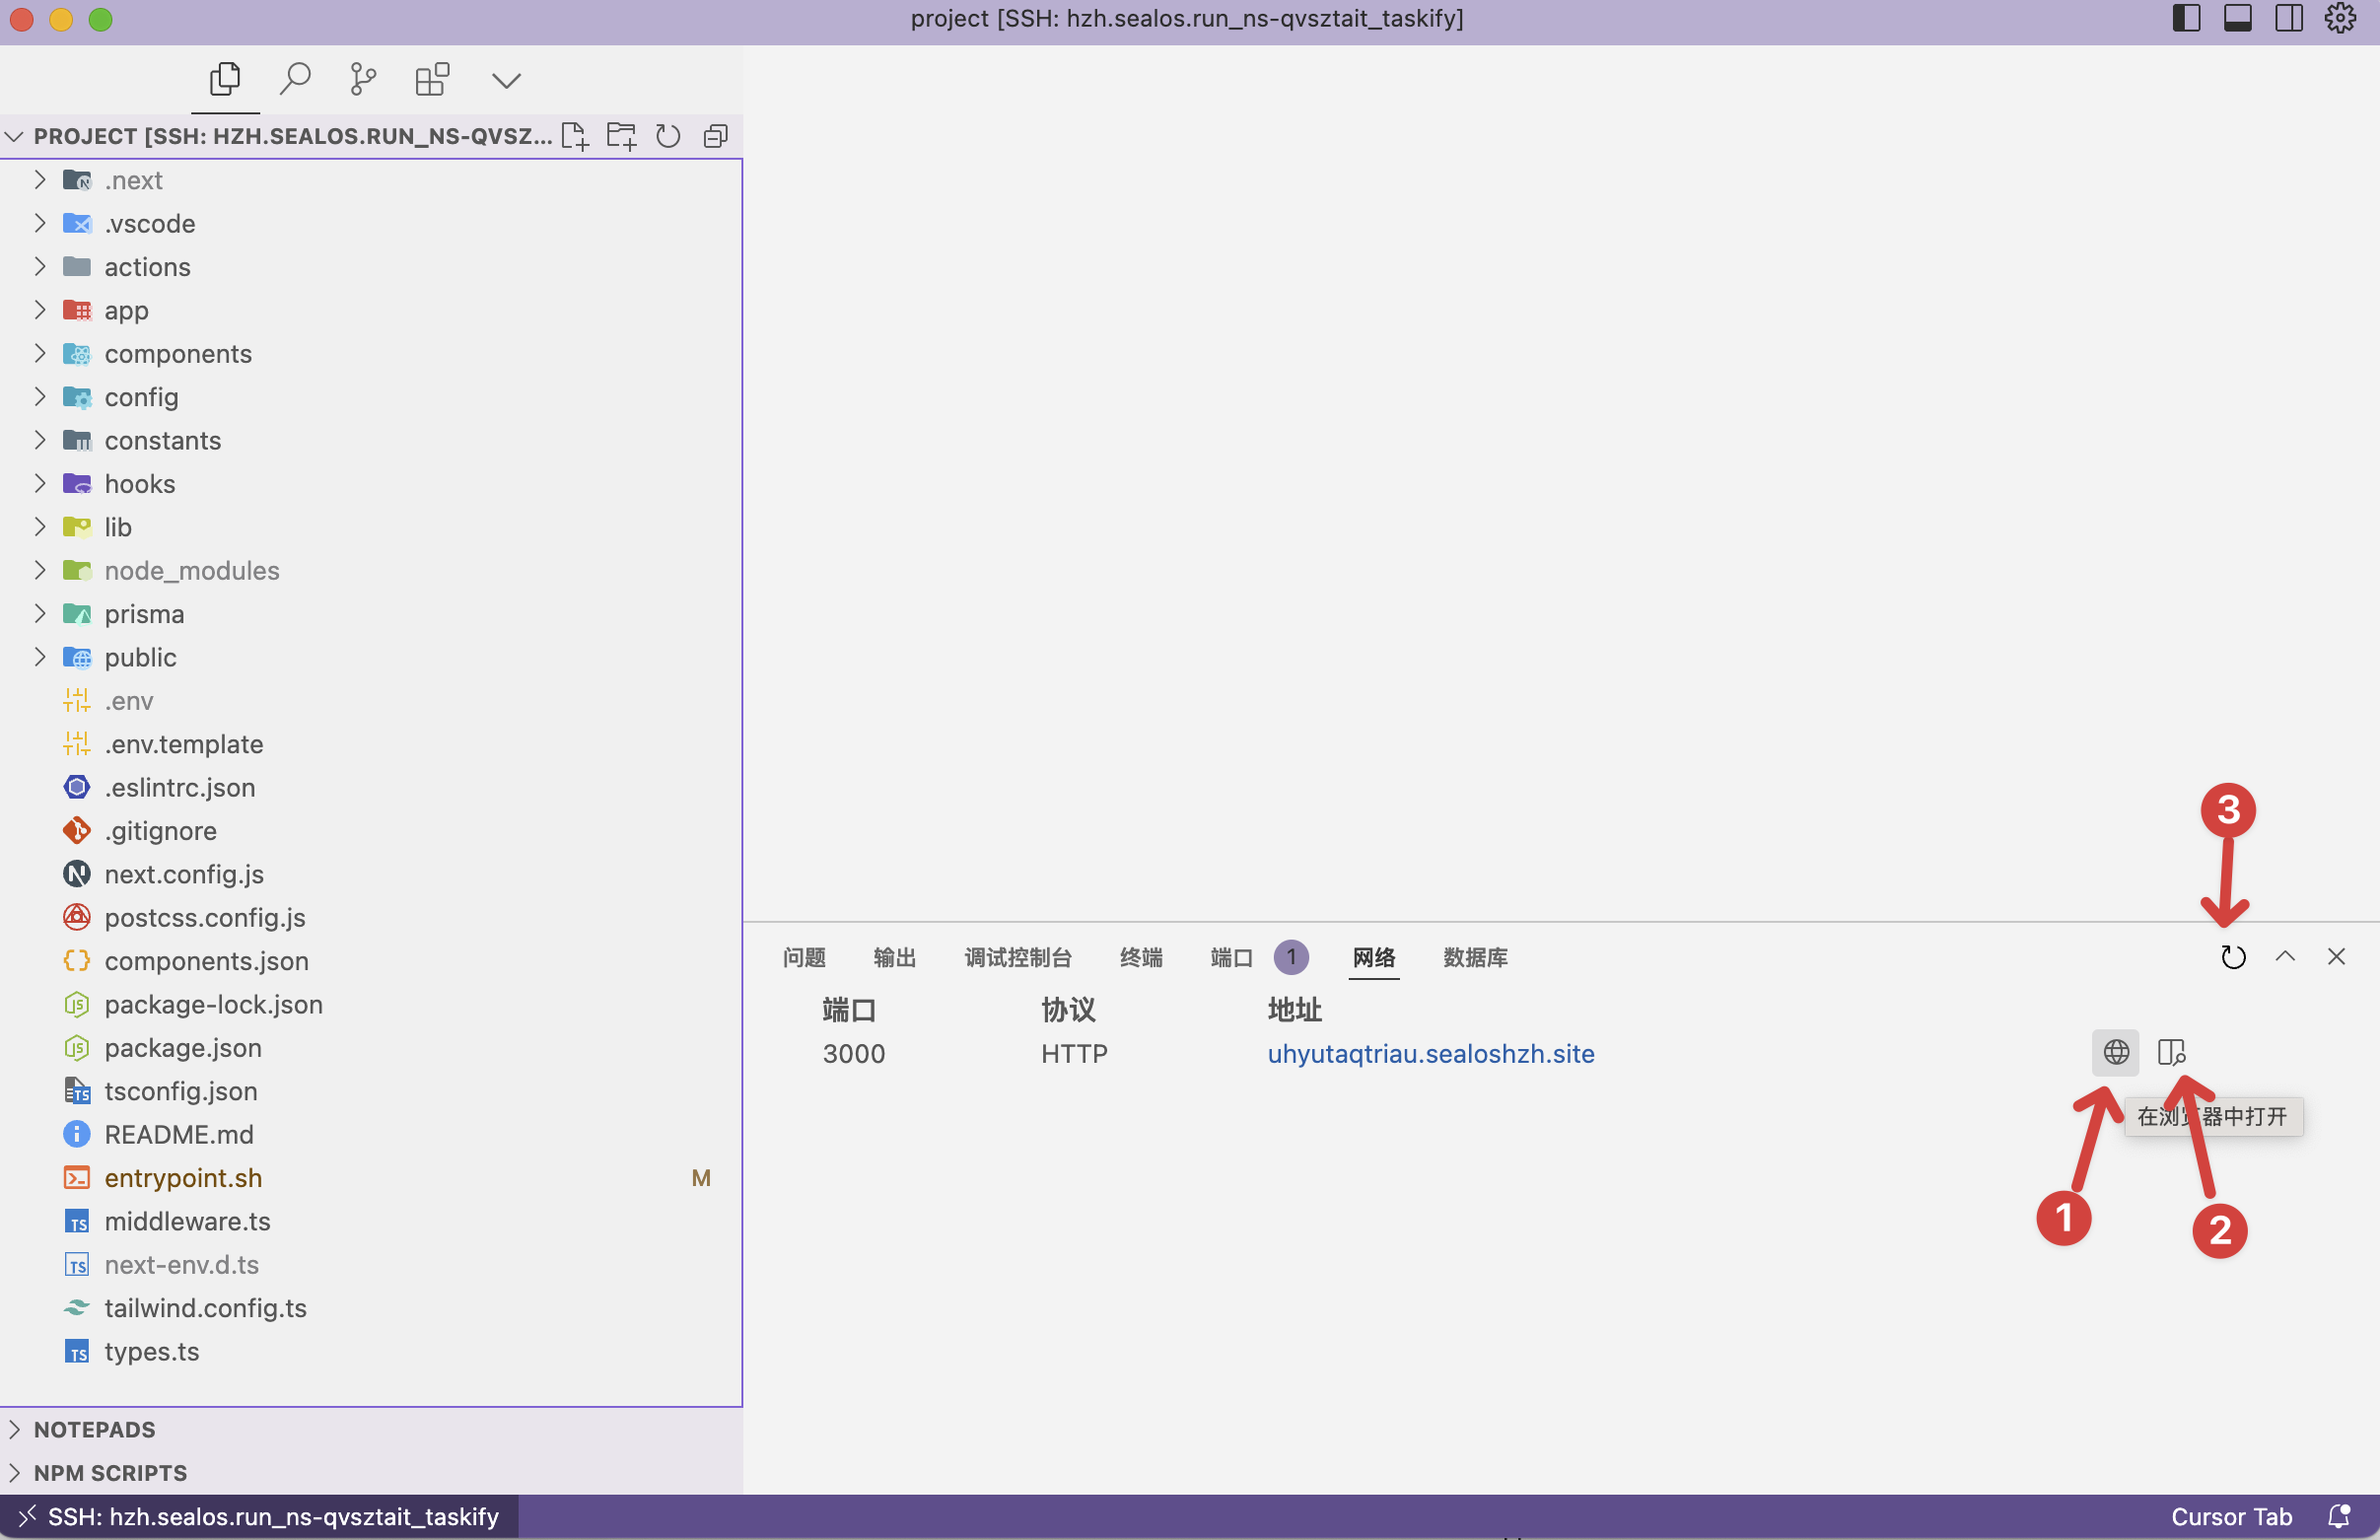 project [SSH: hzh.sealos.run_ns-qvsztait_taskify]
PROJECT [SSH: HZH.SEALOS.RUN_NS-QVSZ...
.next
.vscode
actions
app
components
config
constants
hooks
lib
node_modules
prisma
public
.env
.env.template
.eslintrc.json
.gitignore
next.config.js
postcss.config.js
components.json
package-lock.json
package.json
tsconfig.json
README.md
entrypoint.sh M
middleware.ts
next-env.d.ts
tailwind.config.ts
types.ts
NOTEPADS
NPM SCRIPTS
3
问题 输出 调试控制台 终端 端口 1 网络 数据库
端口 协议 地址
3000 HTTP uhyutaqtriau.sealoshzh.site
在浏览器中打开
1
2
SSH: hzh.sealos.run_ns-qvsztait_taskify
Cursor Tab